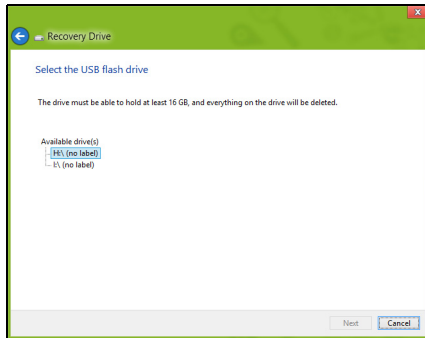 Recovery Drive
Select the USB flash drive
The drive must be able to hold at least 16 GB, and everything on the drive will be deleted.
Available drive(s)
H:\ (no label)
I:\ (no label)
Next
Cancel